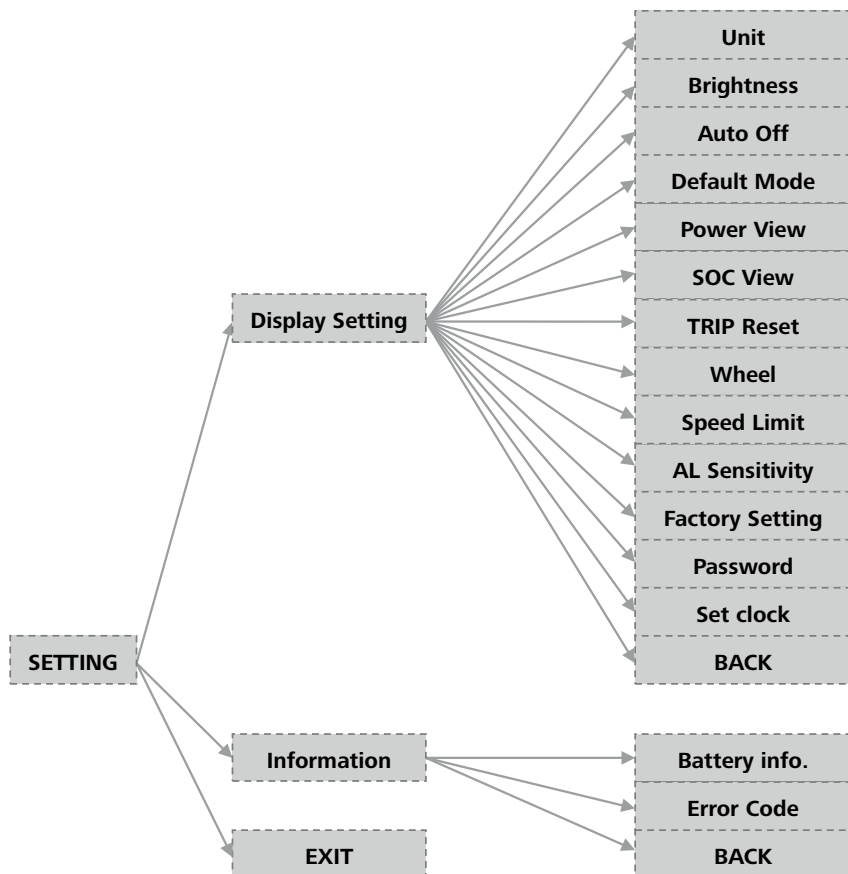 Unit
Brightness
Auto Off
Default Mode
Power View
SOC View
Display Setting
TRIP Reset
Wheel
Speed Limit
AL Sensitivity
Factory Setting
Password
Set clock
SETTING
BACK
Information
Battery info.
Error Code
EXIT
BACK